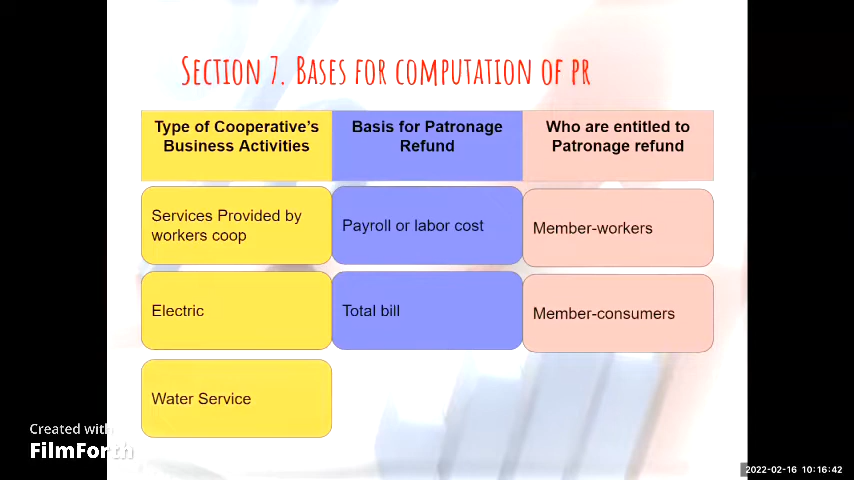 Section 7. Bases for computation of PR
Type of Cooperative's
Business Activities
Basis for Patronage
Refund
Who are entitled to
Patronage refund
Services Provided by
workers coop
Payroll or labor cost
Member-workers
Electric
Total bill
Member-consumers
Water Service
Created with
FilmForth
2022-02-16 10:16:42